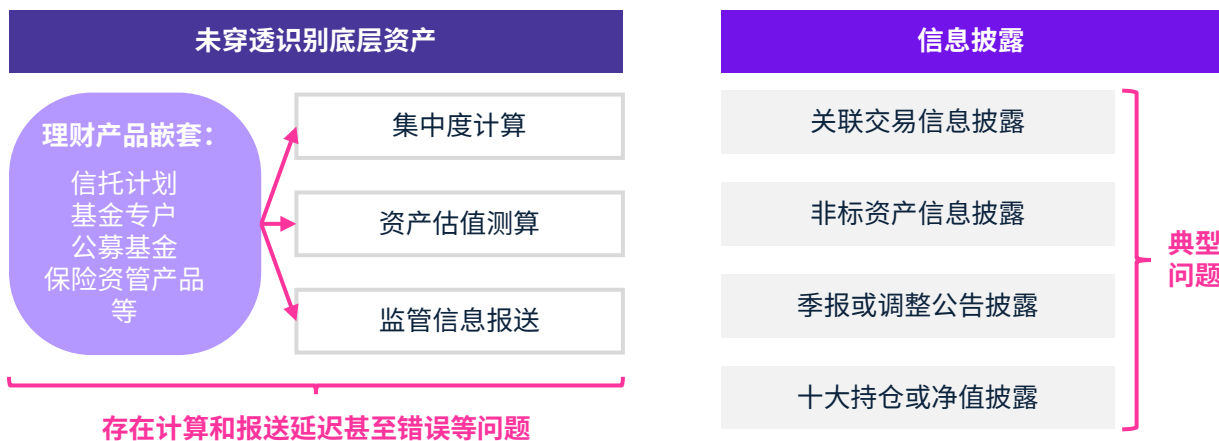 未穿透识别底层资产
理财产品嵌套：
信托计划
基金专户
公募基金
保险资管产品
等
集中度计算
资产估值测算
监管信息报送
存在计算和报送延迟甚至错误等问题
信息披露
关联交易信息披露
非标资产信息披露
季报或调整公告披露
十大持仓或净值披露
典型
问题